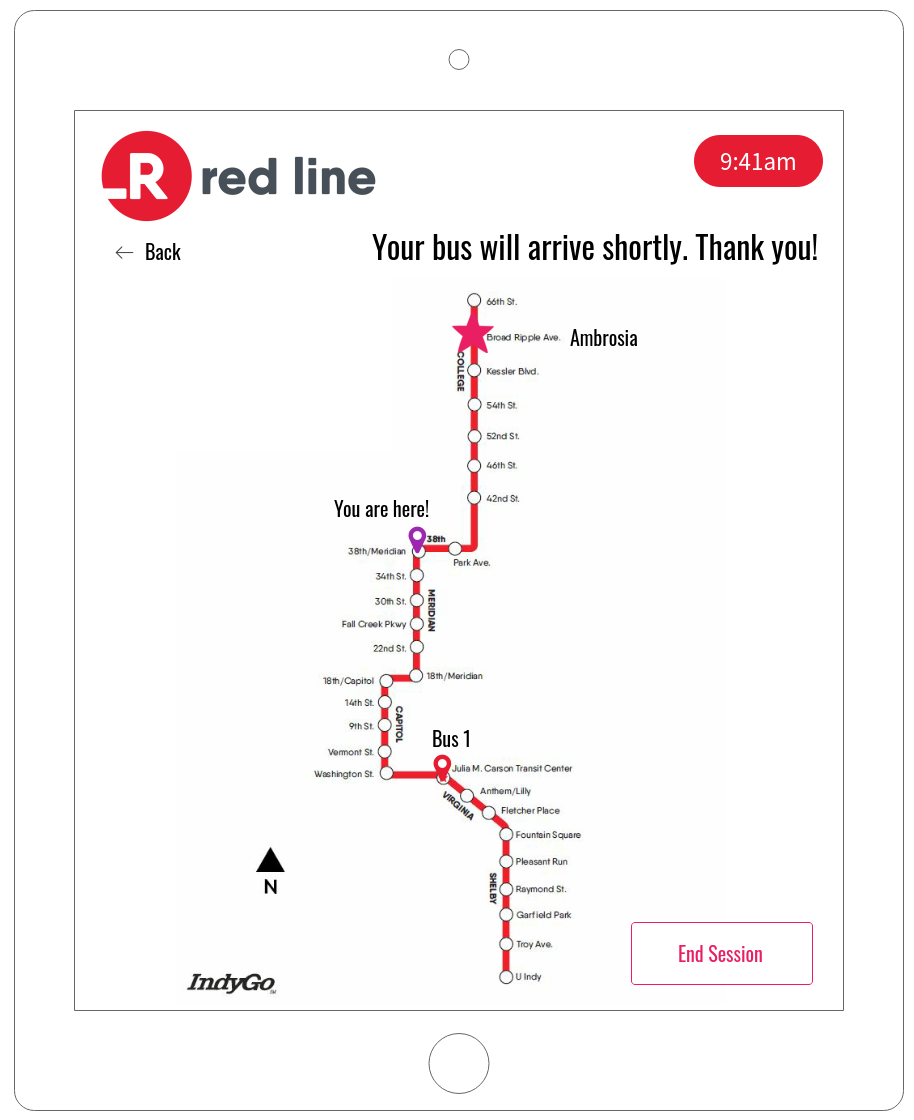 R red line
9:41am
Back
Your bus will arrive shortly. Thank you!
66th St.
Broad Ripple Ave.
Ambrosia
COLLEGE
Kessler Blvd.
54th St.
52nd St.
46th St.
42nd St.
You are here!
38th
38th/Meridian
Park Ave.
34th St.
MERIDIAN
30th St.
Fall Creek Pkwy
22nd St.
18th/Capitol
18th/Meridian
14th St.
CAPITOL
9th St.
Bus 1
Vermont St.
Washington St.
Julia M. Carson Transit Center
Anthem/Lilly
VIRGINIA
Fletcher Place
Fountain Square
Pleasant Run
SHELBY
Raymond St.
Garfield Park
Troy Ave.
U Indy
N
End Session
IndyGo